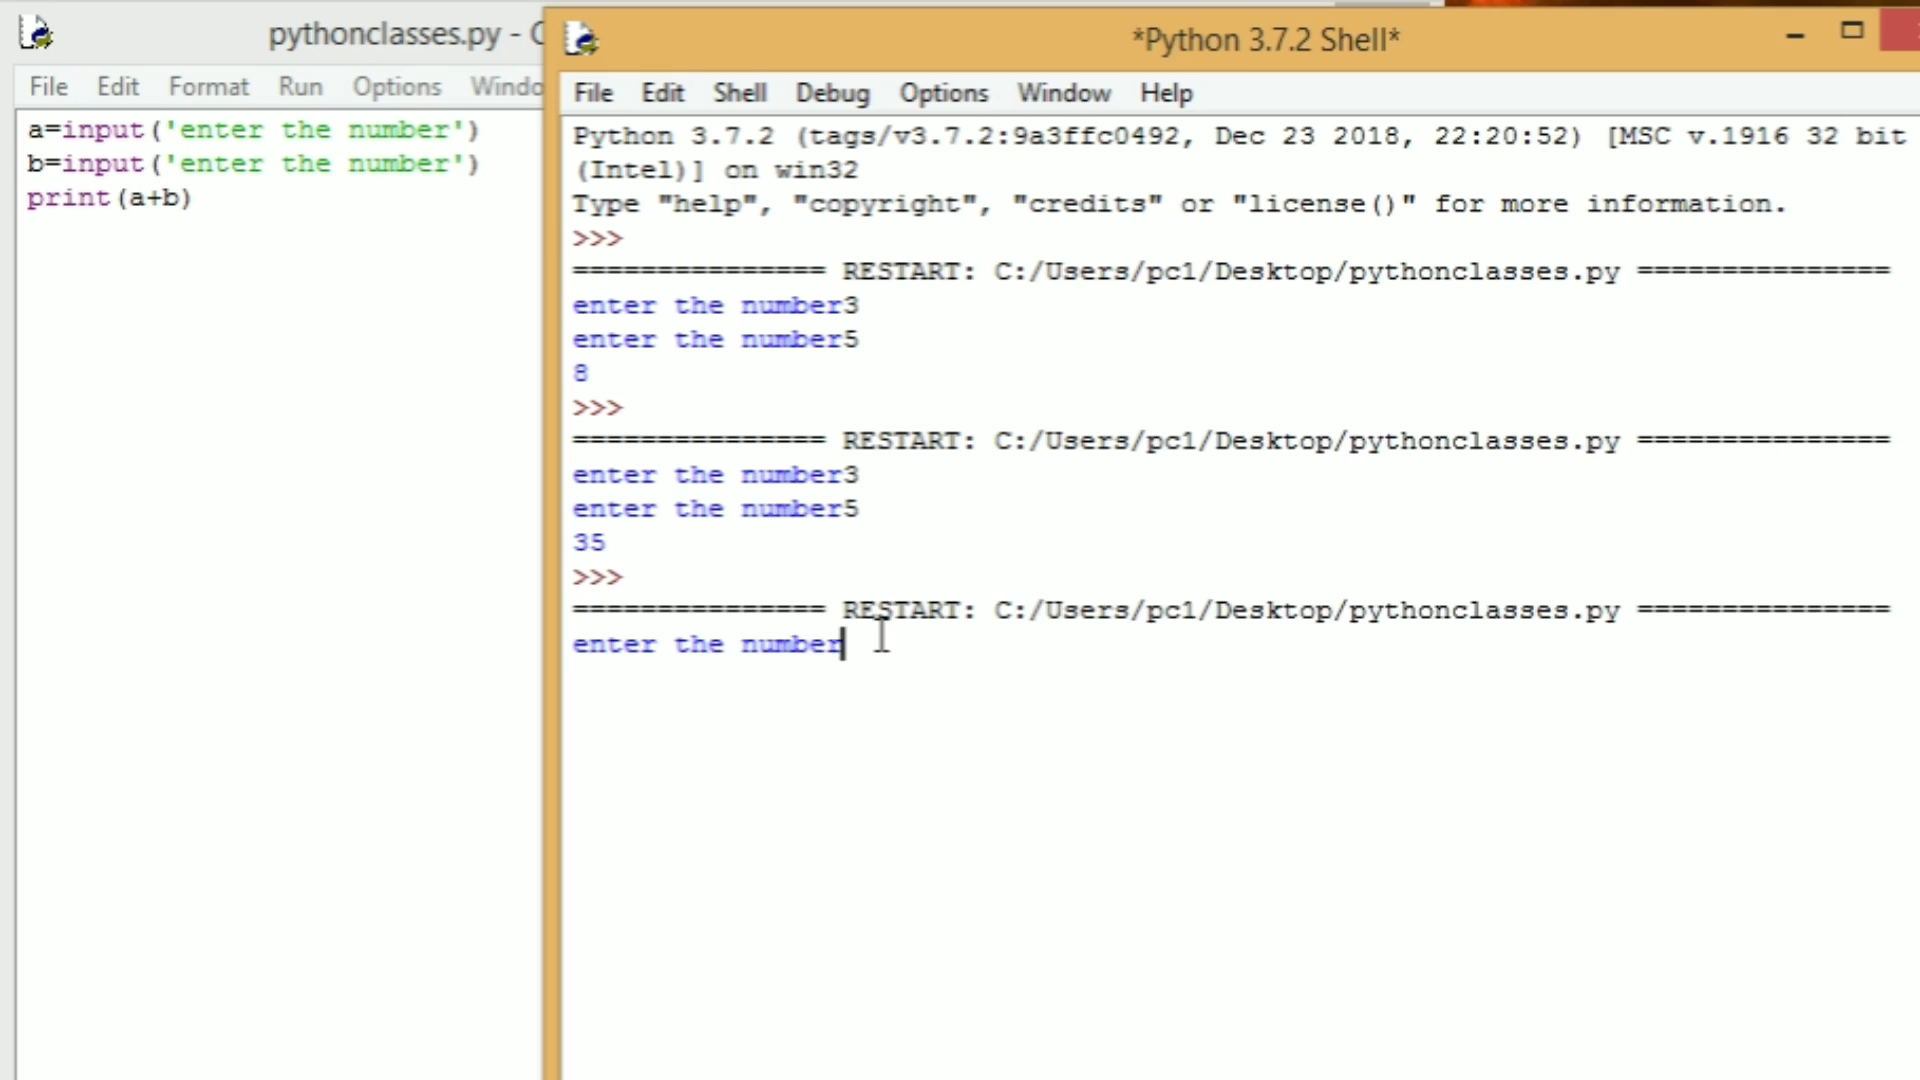 pythonclasses.py - C
File Edit Format Run Options Windo
a=input('enter the number')
b=input('enter the number')
print(a+b)
*Python 3.7.2 Shell*
File Edit Shell Debug Options Window Help
Python 3.7.2 (tags/v3.7.2:9a3ffc0492, Dec 23 2018, 22:20:52) [MSC v.1916 32 bit
(Intel)] on win32
Type "help", "copyright", "credits" or "license()" for more information.
>>>
=============== RESTART: C:/Users/pc1/Desktop/pythonclasses.py ===============
enter the number3
enter the number5
8
>>>
=============== RESTART: C:/Users/pc1/Desktop/pythonclasses.py ===============
enter the number3
enter the number5
35
>>>
=============== RESTART: C:/Users/pc1/Desktop/pythonclasses.py ===============
enter the number